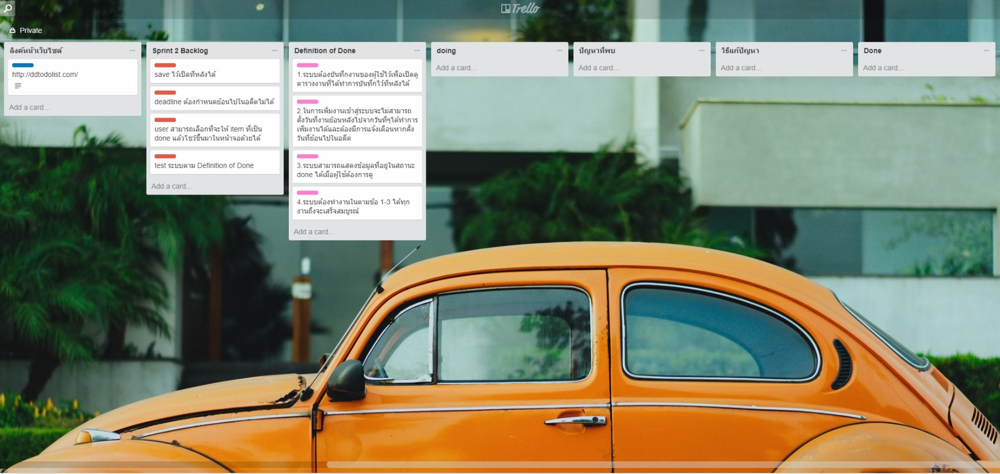 Trello
Private
ลิงค์หน้าเว็บไซต์
http://ddtodolist.com/
Add a card…
Sprint 2 Backlog
save ไว้เปิดทีหลังได้
deadline ต้องกำหนดย้อนไปในอดีตไม่ได้
user สามารถเลือกที่จะให้ item ที่เป็น
done แล้วโชว์ขึ้นมาในหน้าจอด้วยได้
test ระบบตาม Definition of Done
Add a card…
Definition of Done
1.ระบบต้องบันทึกงานของผู้ใช้ไว้เพื่อเปิดดู
ตารางงานที่ได้ทำการบันทึกไว้ทีหลังได้
2.ในการเพิ่มงานเข้าสู่ระบบจะไม่สามารถ
ตั้งวันที่งานย้อนหลังไปจากวันที่ๆได้ทำการ
เพิ่มงานได้และต้องมีการแจ้งเตือนหากตั้ง
วันที่ย้อนไปในอดีต
3.ระบบสามารถแสดงข้อมูลที่อยู่ในสถานะ
done ได้เมื่อผู้ใช้ต้องการดู
4.ระบบต้องทำงานในตามข้อ 1-3 ได้ทุก
งานถึงจะเสร็จสมบูรณ์
Add a card…
doing
Add a card…
ปัญหาที่พบ
Add a card…
วิธีแก้ปัญหา
Add a card…
Done
Add a card…